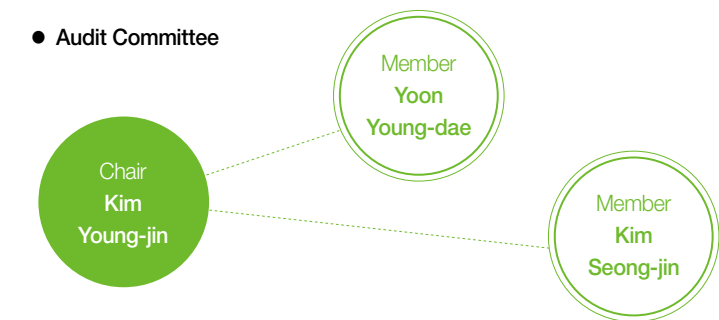 ● Audit Committee
Member
Yoon
Young-dae
Chair
Kim
Young-jin
Member
Kim
Seong-jin